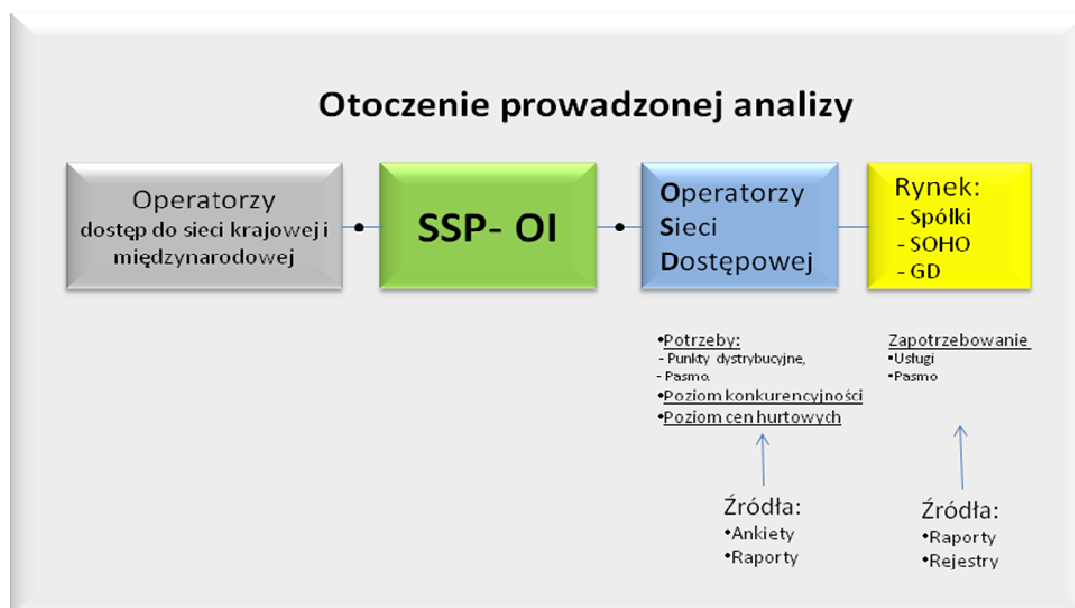 Otoczenie prowadzonej analizy
Operatorzy
dostęp do sieci krajowej i
międzynarodowej
SSP- OI
Operatorzy
Sieci
Dostępowej
Rynek:
- Spółki
- SOHO
- GD
•Potrzeby:
- Punkty dystrybucyjne,
- Pasmo.
•Poziom konkurencyjności
•Poziom cen hurtowych
Zapotrzebowanie
•Usługi
•Pasmo
Źródła:
•Ankiety
•Raporty
Źródła:
•Raporty
•Rejestry